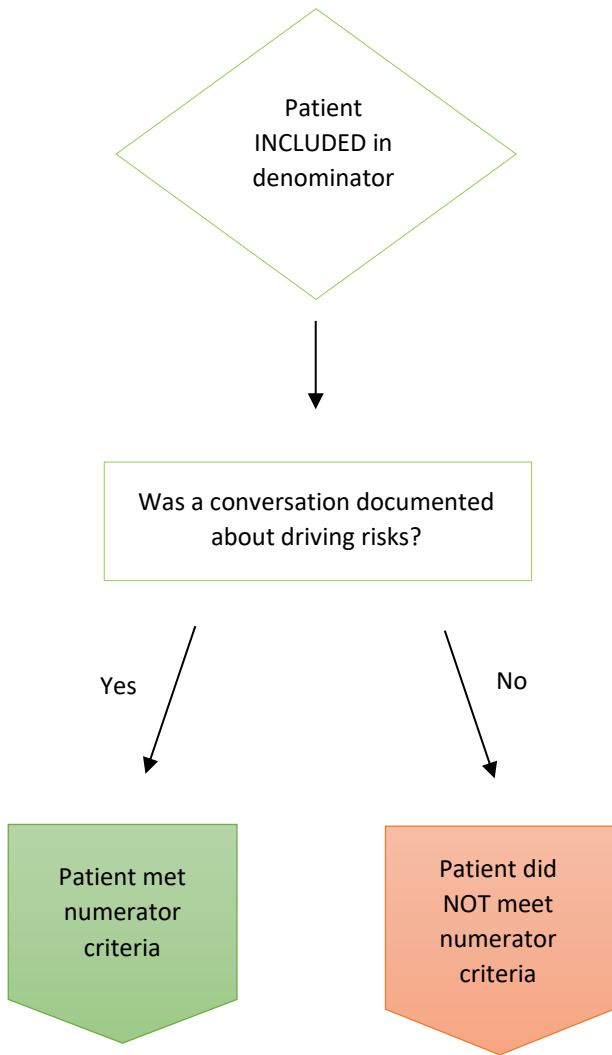 Patient
INCLUDED in
denominator
Was a conversation documented
about driving risks?
Yes
No
Patient met
numerator
criteria
Patient did
NOT meet
numerator
criteria